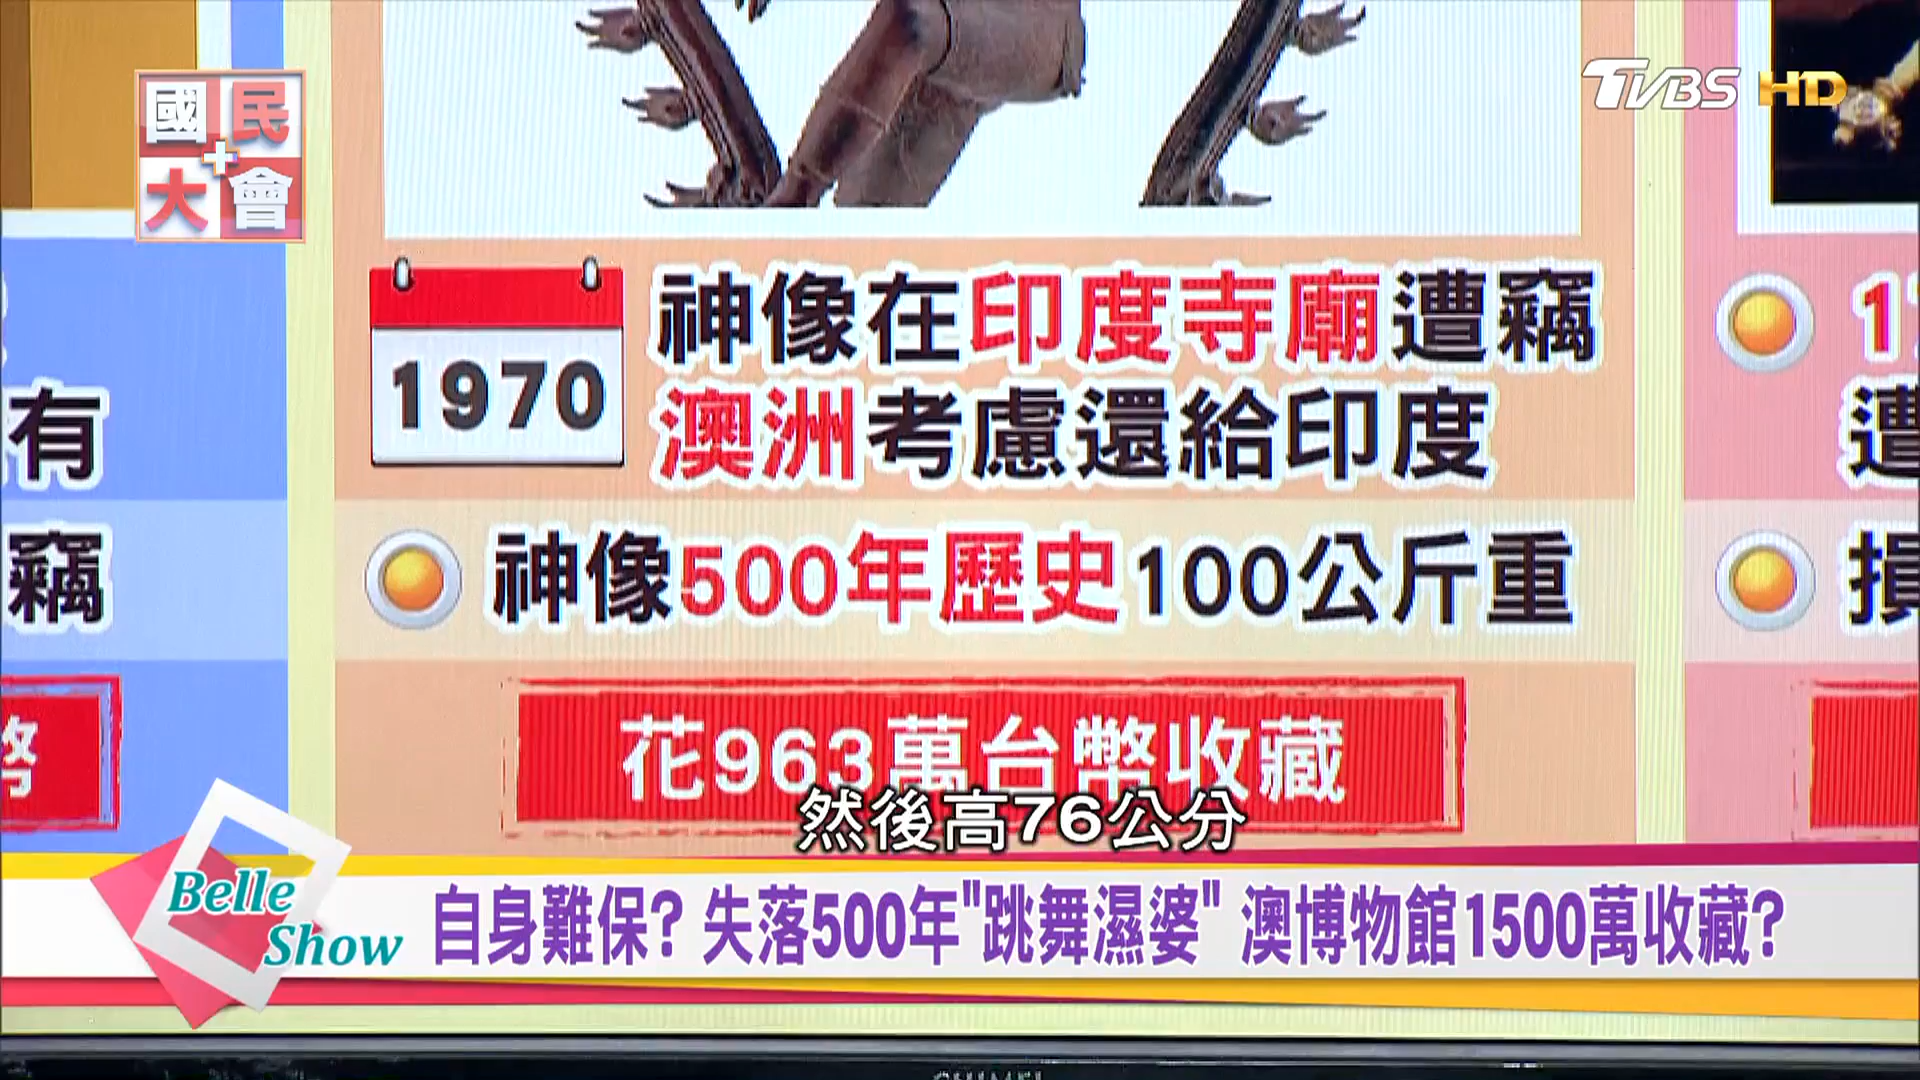 國民
大會
TVBS HD
1970
神像在印度寺廟遭竊
澳洲考慮還給印度
神像500年歷史100公斤重
花963萬台幣收藏
有
竊
幣
遭
損
然後高76公分
Belle
Show
自身難保? 失落500年"跳舞濕婆" 澳博物館1500萬收藏?